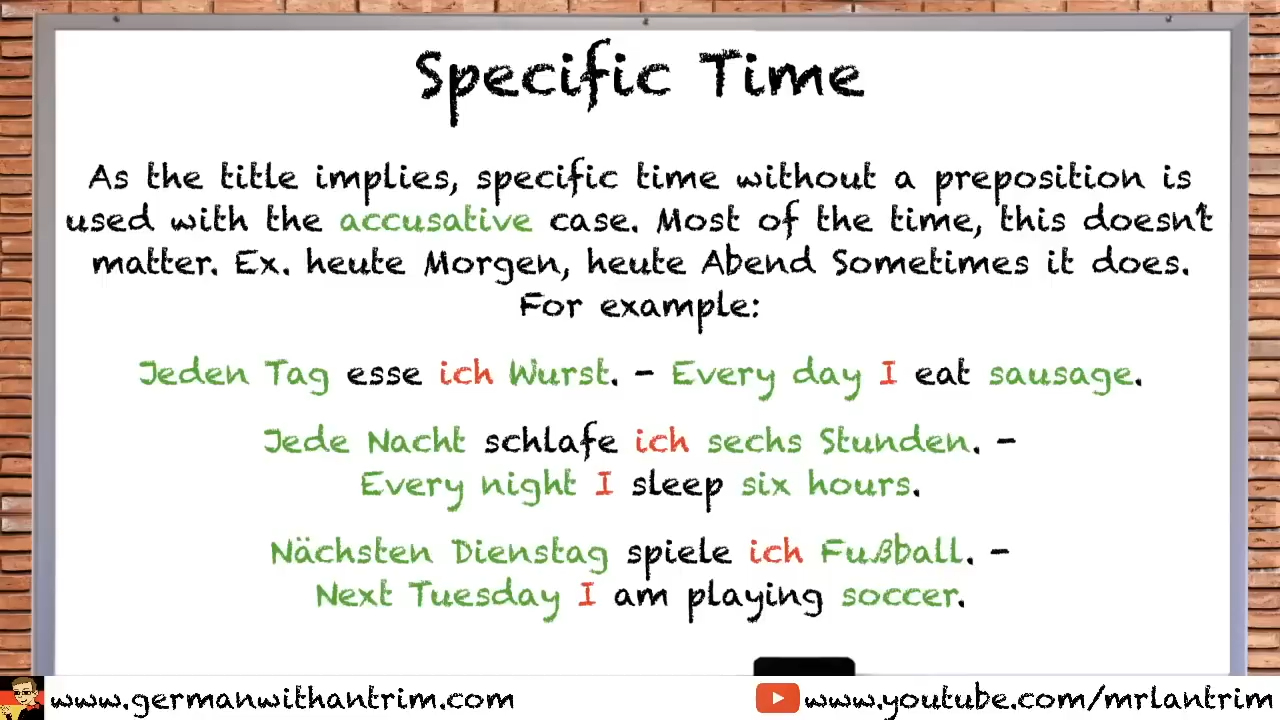 Specific Time
As the title implies, specific time without a preposition is
used with the accusative case. Most of the time, this doesn't
matter. Ex. heute Morgen, heute Abend Sometimes it does.
For example:
Jeden Tag esse ich Wurst. - Every day I eat sausage.
Jede Nacht schlafe ich sechs Stunden. -
Every night I sleep six hours.
Nächsten Dienstag spiele ich Fußball. -
Next Tuesday I am playing soccer.
www.germanwithantrim.com
www.youtube.com/mrlantrim